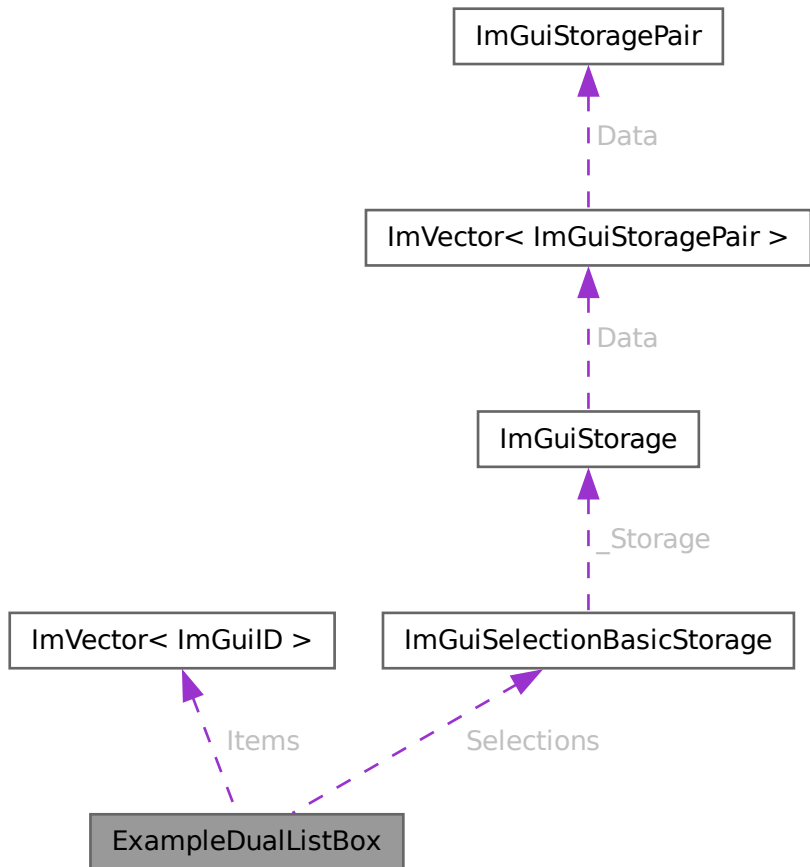 ImGuiStoragePair
Data
ImVector< ImGuiStoragePair >
Data
ImGuiStorage
_Storage
ImVector< ImGuiID >
ImGuiSelectionBasicStorage
Items
Selections
ExampleDualListBox